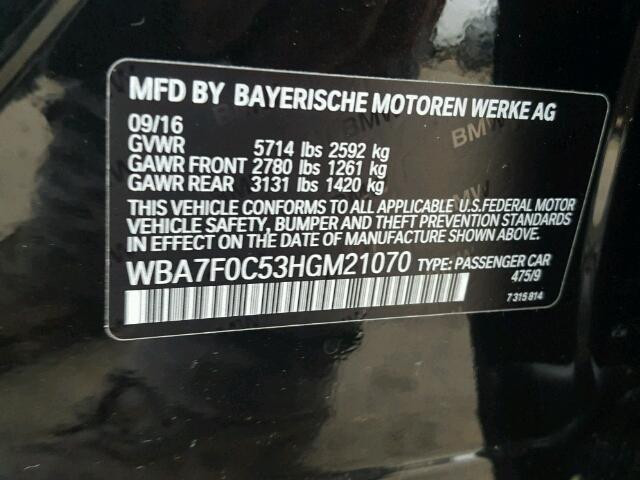 MFD BY BAYERISCHE MOTOREN WERKE AG
09/16
GVWR 5714 lbs 2592 kg
GAWR FRONT 2780 lbs 1261 kg
GAWR REAR 3131 lbs 1420 kg
THIS VEHICLE CONFORMS TO ALL APPLICABLE U.S.FEDERAL MOTOR
VEHICLE SAFETY, BUMPER AND THEFT PREVENTION STANDARDS
IN EFFECT ON THE DATE OF MANUFACTURE SHOWN ABOVE.
WBA7F0C53HGM21070 TYPE: PASSENGER CAR
475/9
7 315 814
BMW
BMW